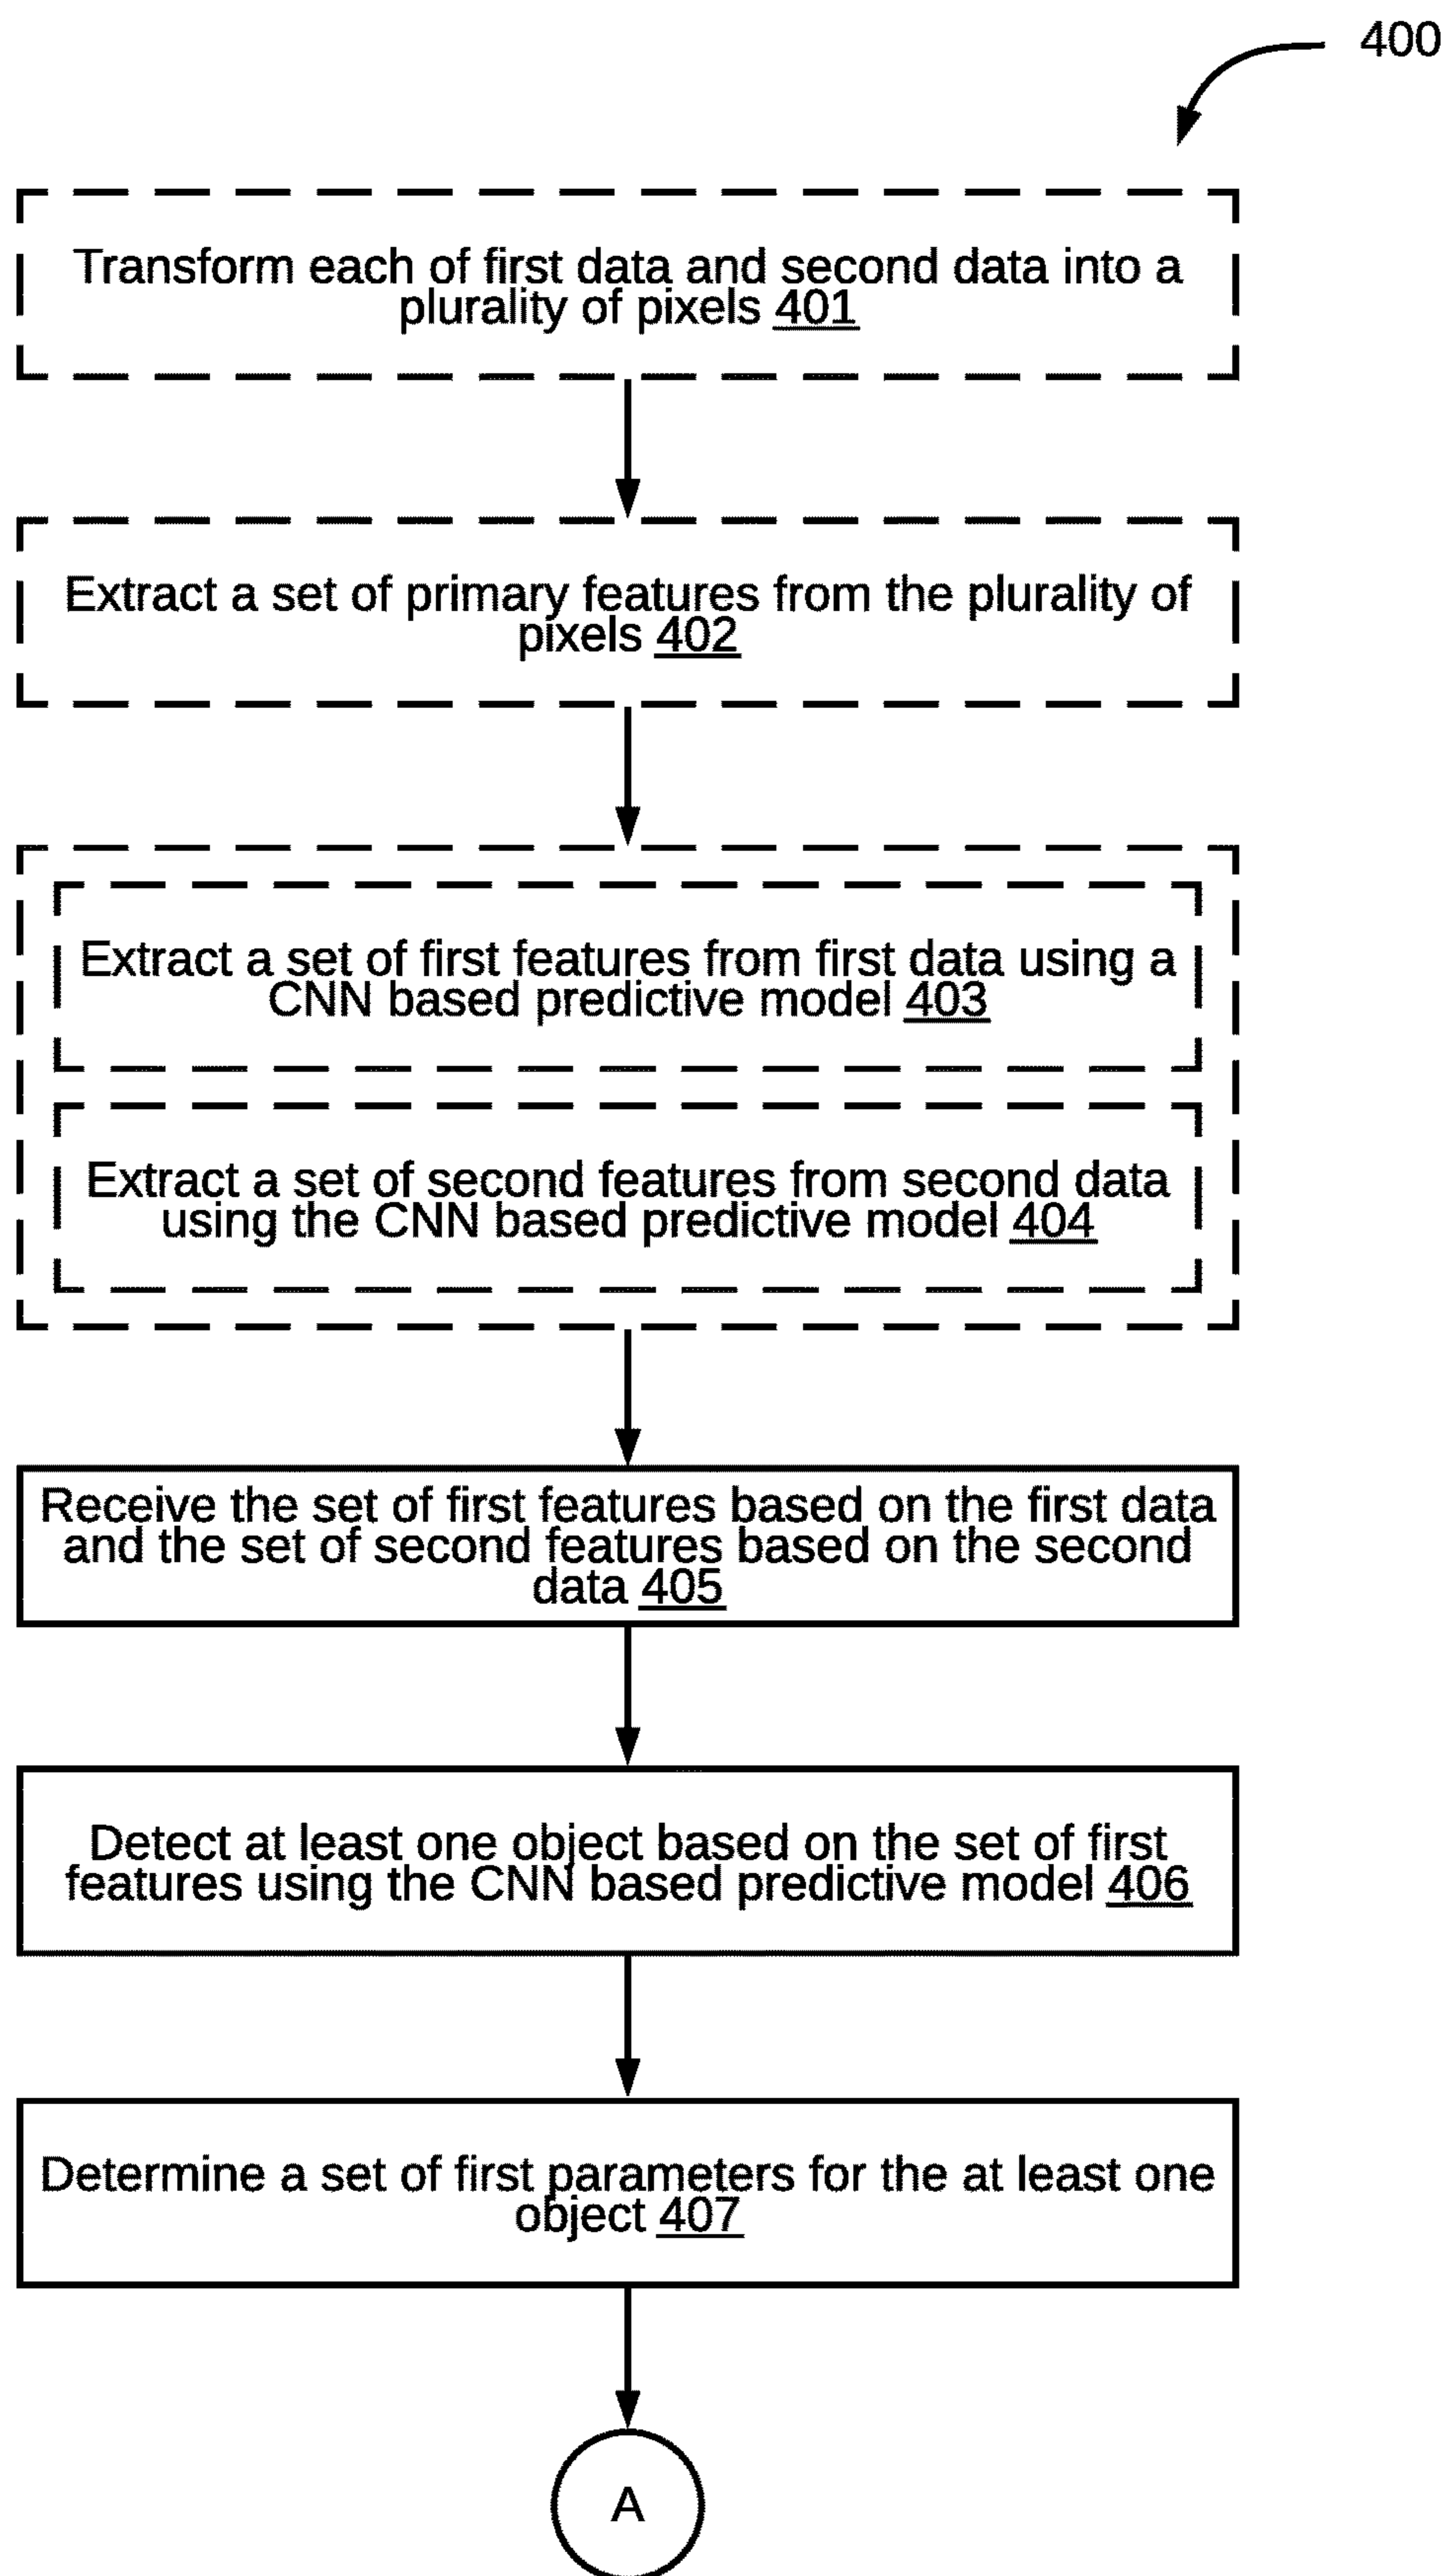 400
Transform each of first data and second data into a
plurality of pixels 401
Extract a set of primary features from the plurality of
pixels 402
Extract a set of first features from first data using a
CNN based predictive model 403
Extract a set of second features from second data
using the CNN based predictive model 404
Receive the set of first features based on the first data
and the set of second features based on the second
data 405
Detect at least one object based on the set of first
features using the CNN based predictive model 406
Determine a set of first parameters for the at least one
object 407
A